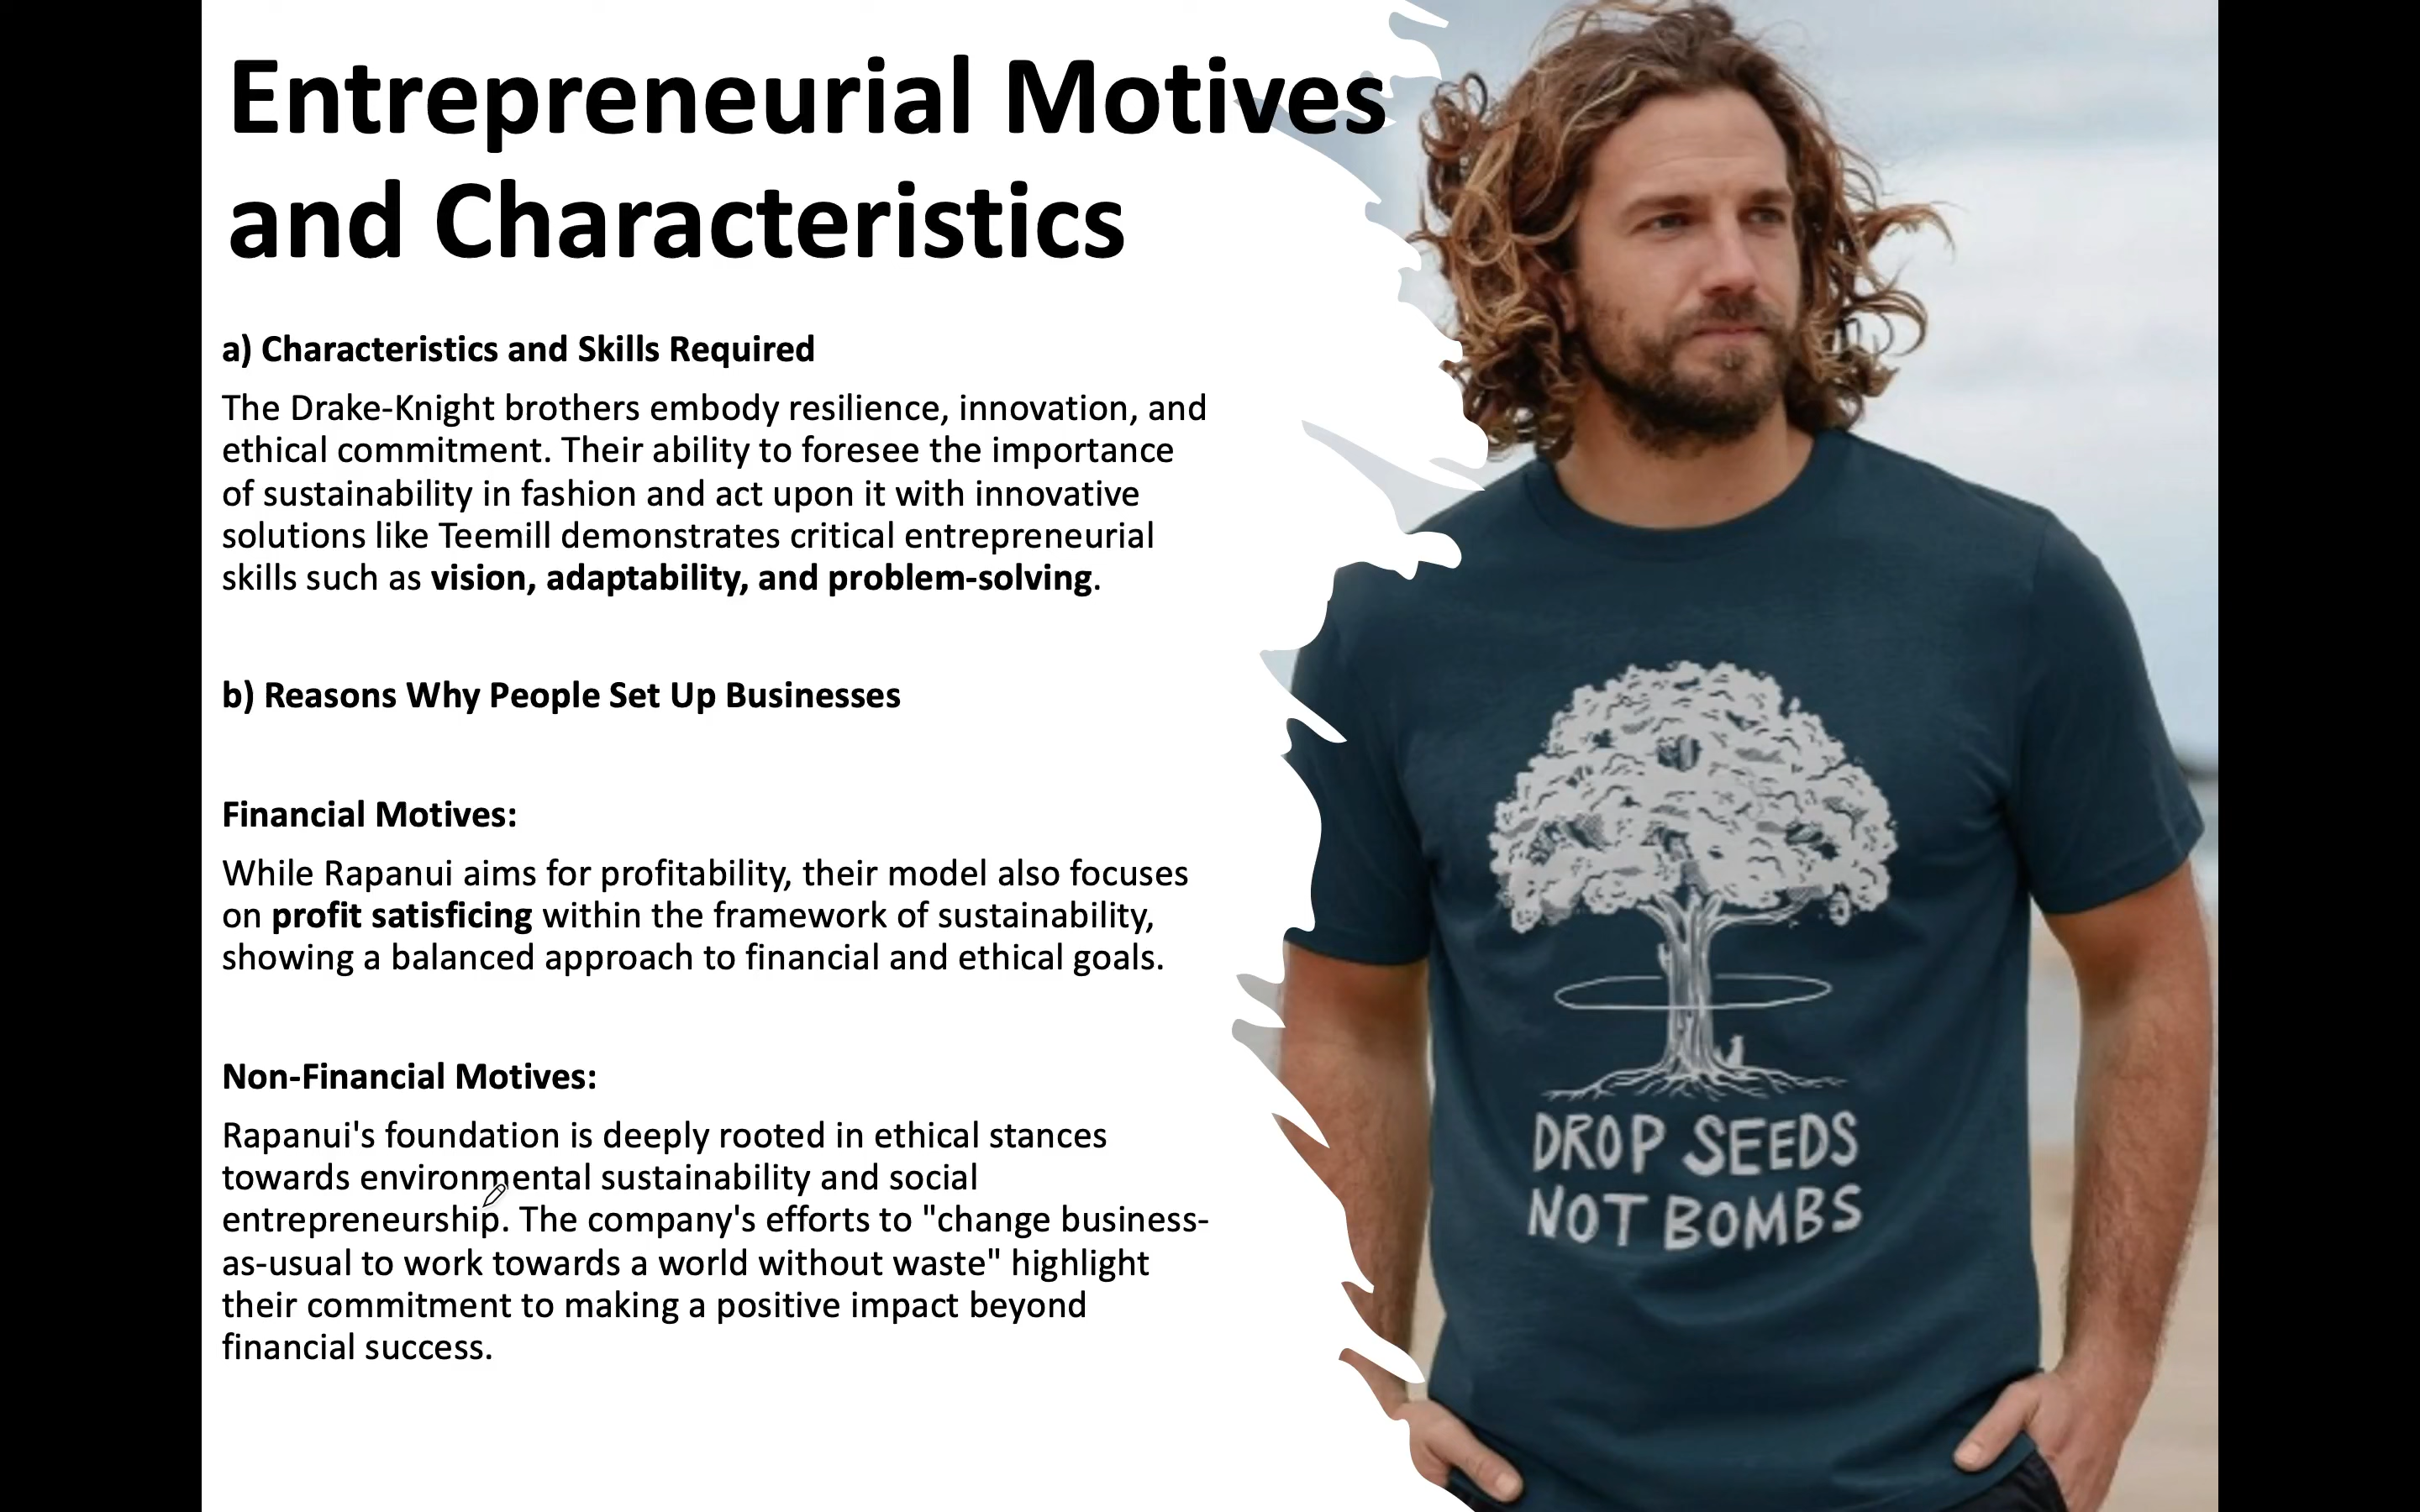 Entrepreneurial Motives
and Characteristics
a) Characteristics and Skills Required
The Drake-Knight brothers embody resilience, innovation, and
ethical commitment. Their ability to foresee the importance
of sustainability in fashion and act upon it with innovative
solutions like Teemill demonstrates critical entrepreneurial
skills such as vision, adaptability, and problem-solving.
b) Reasons Why People Set Up Businesses
Financial Motives:
While Rapanui aims for profitability, their model also focuses
on profit satisficing within the framework of sustainability,
showing a balanced approach to financial and ethical goals.
Non-Financial Motives:
Rapanui's foundation is deeply rooted in ethical stances
towards environmental sustainability and social
entrepreneurship. The company's efforts to "change business-
as-usual to work towards a world without waste" highlight
their commitment to making a positive impact beyond
financial success.
DROP SEEDS
NOT BOMBS